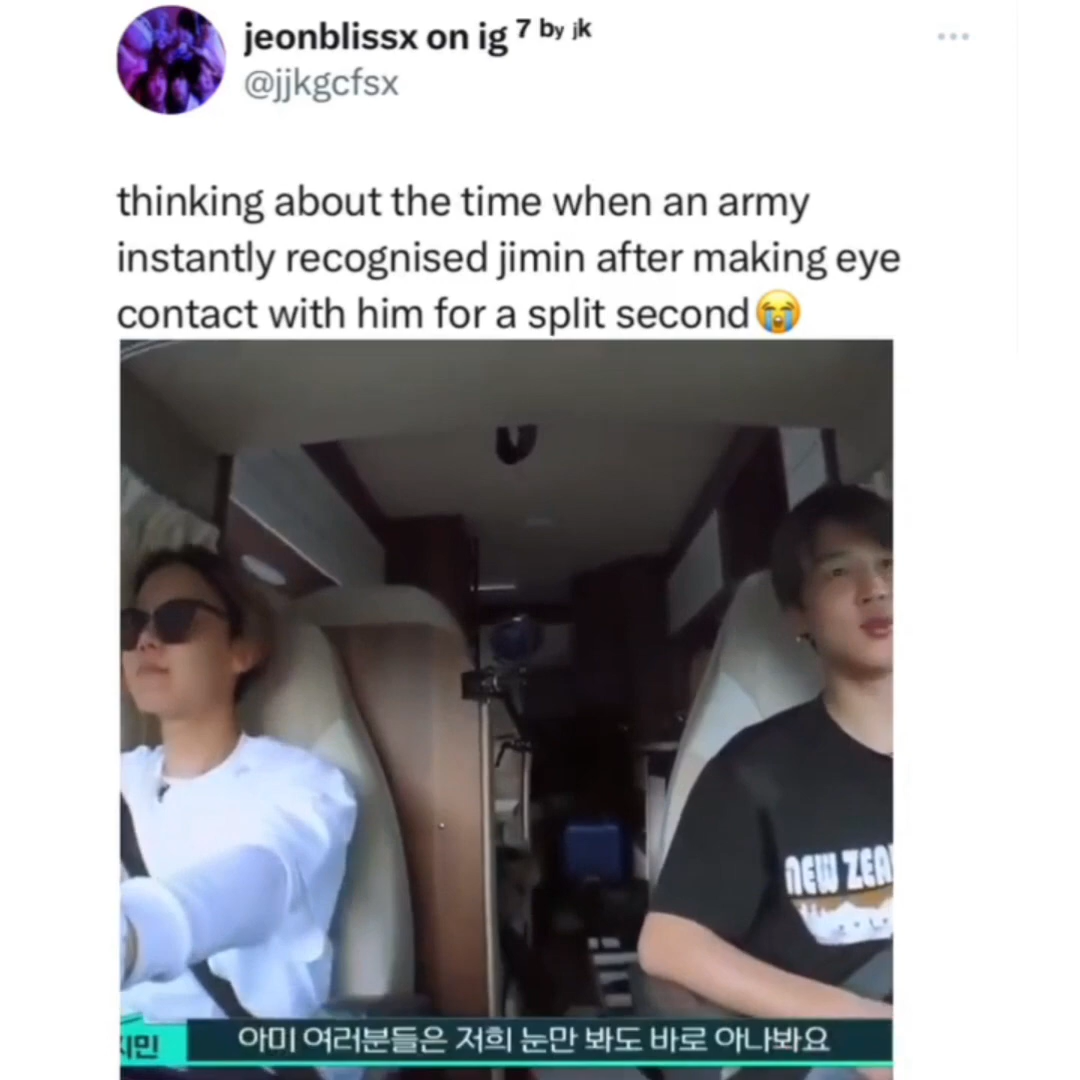 jeonblissx on ig ⁷ ᵇʸ ʲᵏ
@jjkgcfsx
thinking about the time when an army
instantly recognised jimin after making eye
contact with him for a split second😭
NEW ZEA
지민
아미 여러분들은 저희 눈만 봐도 바로 아나봐요